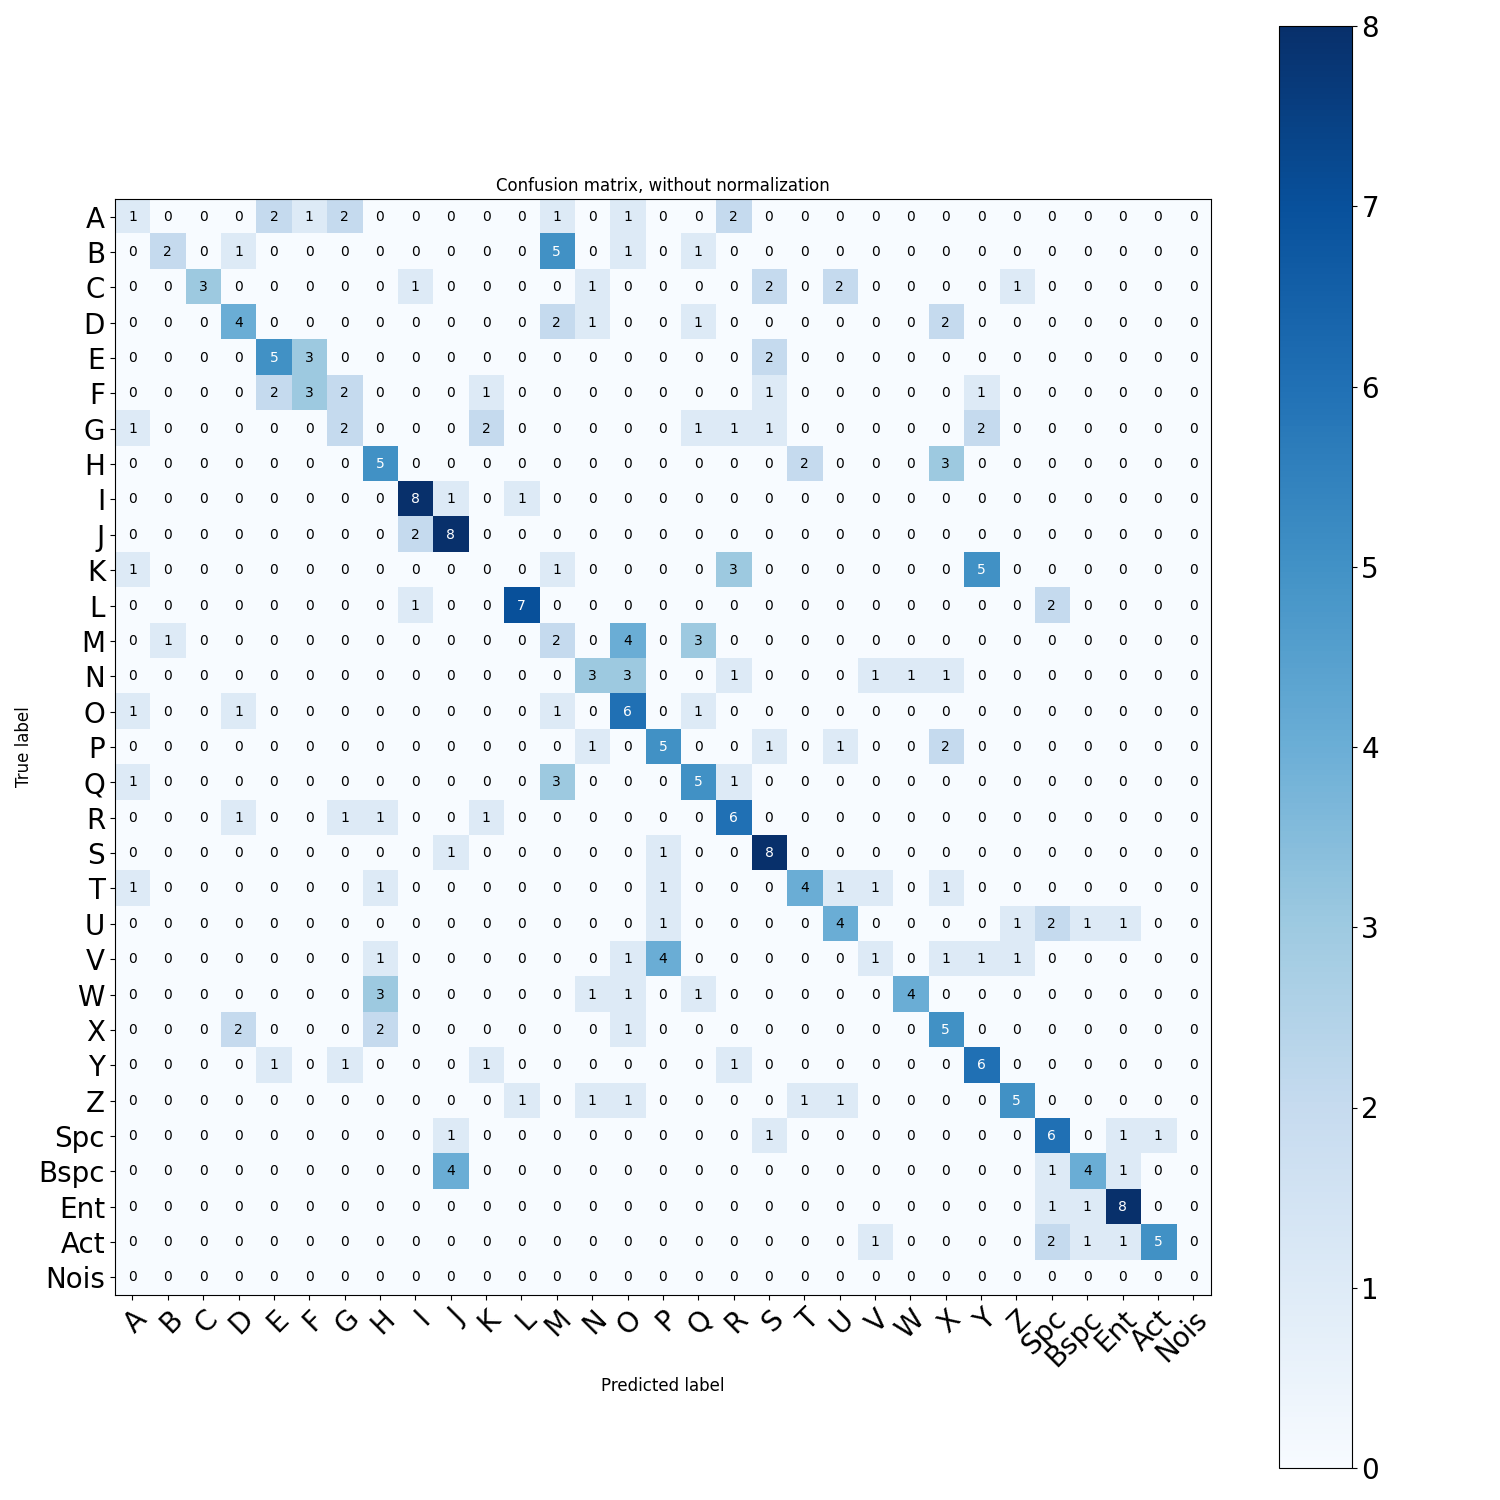 Confusion matrix, without normalization
A 1 0 0 0 2 1 2 0 0 0 0 0 1 0 1 0 0 2 0 0 0 0 0 0 0 0 0 0 0 0 0
B 0 2 0 1 0 0 0 0 0 0 0 0 5 0 1 0 1 0 0 0 0 0 0 0 0 0 0 0 0 0 0
C 0 0 3 0 0 0 0 0 1 0 0 0 0 1 0 0 0 0 2 0 2 0 0 0 0 1 0 0 0 0 0
D 0 0 0 4 0 0 0 0 0 0 0 0 2 1 0 0 1 0 0 0 0 0 0 2 0 0 0 0 0 0 0
E 0 0 0 0 5 3 0 0 0 0 0 0 0 0 0 0 0 0 2 0 0 0 0 0 0 0 0 0 0 0 0
F 0 0 0 0 2 3 2 0 0 0 1 0 0 0 0 0 0 0 1 0 0 0 0 0 1 0 0 0 0 0 0
G 1 0 0 0 0 0 2 0 0 0 2 0 0 0 0 0 1 1 1 0 0 0 0 0 2 0 0 0 0 0 0
H 0 0 0 0 0 0 0 5 0 0 0 0 0 0 0 0 0 0 0 2 0 0 0 3 0 0 0 0 0 0 0
I 0 0 0 0 0 0 0 0 8 1 0 1 0 0 0 0 0 0 0 0 0 0 0 0 0 0 0 0 0 0 0
J 0 0 0 0 0 0 0 0 2 8 0 0 0 0 0 0 0 0 0 0 0 0 0 0 0 0 0 0 0 0 0
K 1 0 0 0 0 0 0 0 0 0 0 0 1 0 0 0 0 3 0 0 0 0 0 0 5 0 0 0 0 0 0
L 0 0 0 0 0 0 0 0 1 0 0 7 0 0 0 0 0 0 0 0 0 0 0 0 0 0 2 0 0 0 0
M 0 1 0 0 0 0 0 0 0 0 0 0 2 0 4 0 3 0 0 0 0 0 0 0 0 0 0 0 0 0 0
N 0 0 0 0 0 0 0 0 0 0 0 0 0 3 3 0 0 1 0 0 0 1 1 1 0 0 0 0 0 0 0
O 1 0 0 1 0 0 0 0 0 0 0 0 1 0 6 0 1 0 0 0 0 0 0 0 0 0 0 0 0 0 0
P 0 0 0 0 0 0 0 0 0 0 0 0 0 1 0 5 0 0 1 0 1 0 0 2 0 0 0 0 0 0 0
Q 1 0 0 0 0 0 0 0 0 0 0 0 3 0 0 0 5 1 0 0 0 0 0 0 0 0 0 0 0 0 0
R 0 0 0 1 0 0 1 1 0 0 1 0 0 0 0 0 0 6 0 0 0 0 0 0 0 0 0 0 0 0 0
S 0 0 0 0 0 0 0 0 0 1 0 0 0 0 0 1 0 0 8 0 0 0 0 0 0 0 0 0 0 0 0
T 1 0 0 0 0 0 0 1 0 0 0 0 0 0 0 1 0 0 0 4 1 1 0 1 0 0 0 0 0 0 0
U 0 0 0 0 0 0 0 0 0 0 0 0 0 0 0 1 0 0 0 0 4 0 0 0 0 1 2 1 1 0 0
V 0 0 0 0 0 0 0 1 0 0 0 0 0 0 1 4 0 0 0 0 0 1 0 1 1 1 0 0 0 0 0
W 0 0 0 0 0 0 0 3 0 0 0 0 0 1 1 0 1 0 0 0 0 0 4 0 0 0 0 0 0 0 0
X 0 0 0 2 0 0 0 2 0 0 0 0 0 0 1 0 0 0 0 0 0 0 0 5 0 0 0 0 0 0 0
Y 0 0 0 0 1 0 1 0 0 0 1 0 0 0 0 0 0 1 0 0 0 0 0 0 6 0 0 0 0 0 0
Z 0 0 0 0 0 0 0 0 0 0 0 1 0 1 1 0 0 0 0 1 1 0 0 0 0 5 0 0 0 0 0
Spc 0 0 0 0 0 0 0 0 0 1 0 0 0 0 0 0 0 0 1 0 0 0 0 0 0 0 6 0 1 1 0
Bspc 0 0 0 0 0 0 0 0 0 4 0 0 0 0 0 0 0 0 0 0 0 0 0 0 0 0 1 4 1 0 0
Ent 0 0 0 0 0 0 0 0 0 0 0 0 0 0 0 0 0 0 0 0 0 0 0 0 0 0 1 1 8 0 0
Act 0 0 0 0 0 0 0 0 0 0 0 0 0 0 0 0 0 0 0 0 0 1 0 0 0 0 2 1 1 5 0
Nois 0 0 0 0 0 0 0 0 0 0 0 0 0 0 0 0 0 0 0 0 0 0 0 0 0 0 0 0 0 0 0
A B C D E F G H I J K L M N O P Q R S T U V W X Y Z Spc Bspc Ent Act Nois
Predicted label
True label
8
7
6
5
4
3
2
1
0